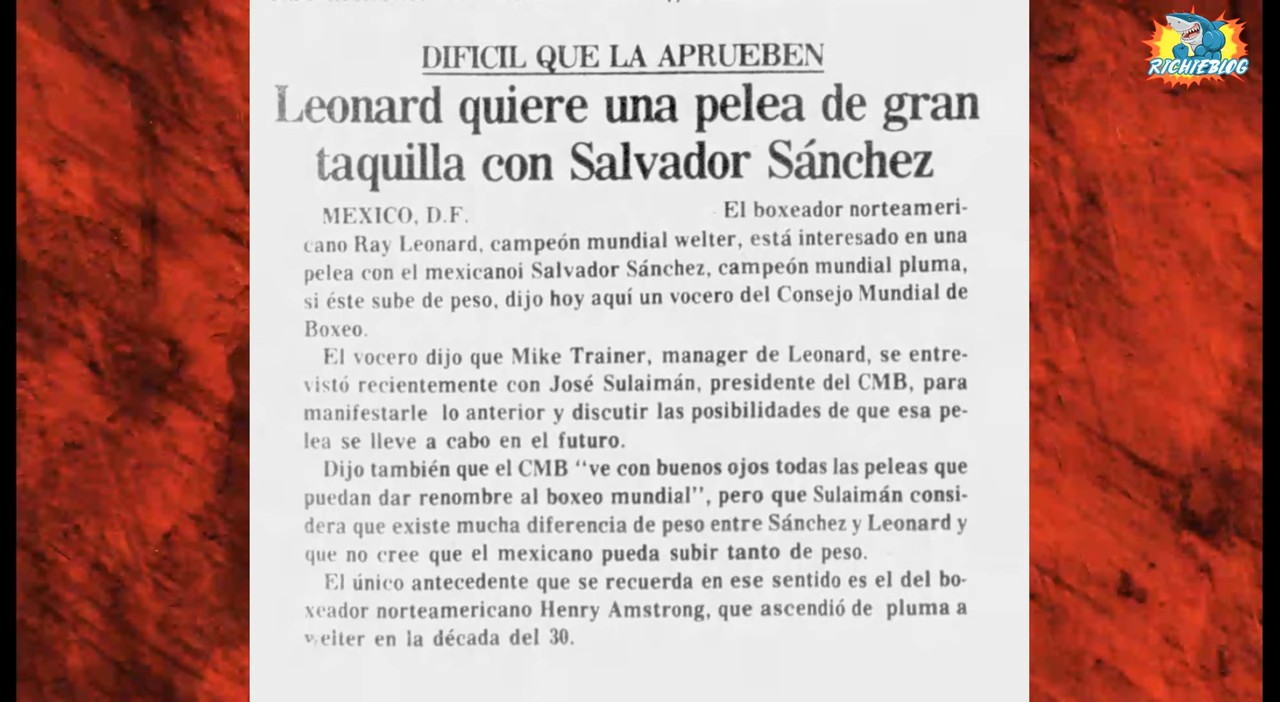 DIFICIL QUE LA APRUEBEN
Leonard quiere una pelea de gran
taquilla con Salvador Sánchez
MEXICO, D.F. El boxeador norteameri-
cano Ray Leonard, campeón mundial welter, está interesado en una
pelea con el mexicanoi Salvador Sánchez, campeón mundial pluma,
si éste sube de peso, dijo hoy aquí un vocero del Consejo Mundial de
Boxeo.
El vocero dijo que Mike Trainer, manager de Leonard, se entre-
vistó recientemente con José Sulaimán, presidente del CMB, para
manifestarle lo anterior y discutir las posibilidades de que esa pe-
lea se lleve a cabo en el futuro.
Dijo también que el CMB "ve con buenos ojos todas las peleas que
puedan dar renombre al boxeo mundial", pero que Sulaimán consi-
dera que existe mucha diferencia de peso entre Sánchez y Leonard y
que no cree que el mexicano pueda subir tanto de peso.
El único antecedente que se recuerda en ese sentido es el del bo-
xeador norteamericano Henry Amstrong, que ascendió de pluma a
welter en la década del 30.
RICHIEBLOG